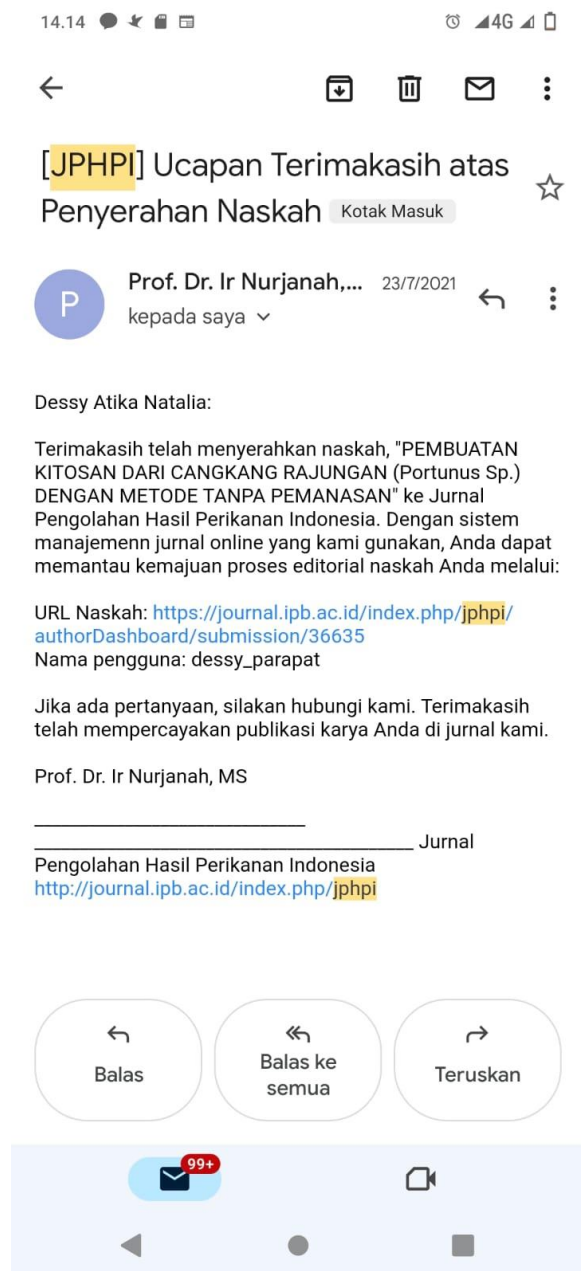 14.14
4G
[JPHPI] Ucapan Terimakasih atas
Penyerahan Naskah Kotak Masuk
P
Prof. Dr. Ir Nurjanah,... 23/7/2021
kepada saya
Dessy Atika Natalia:
Terimakasih telah menyerahkan naskah, "PEMBUATAN
KITOSAN DARI CANGKANG RAJUNGAN (Portunus Sp.)
DENGAN METODE TANPA PEMANASAN" ke Jurnal
Pengolahan Hasil Perikanan Indonesia. Dengan sistem
manajemenn jurnal online yang kami gunakan, Anda dapat
memantau kemajuan proses editorial naskah Anda melalui:
URL Naskah: https://journal.ipb.ac.id/index.php/jphpi/
authorDashboard/submission/36635
Nama pengguna: dessy_parapat
Jika ada pertanyaan, silakan hubungi kami. Terimakasih
telah mempercayakan publikasi karya Anda di jurnal kami.
Prof. Dr. Ir Nurjanah, MS
______________________________
__________________________________________ Jurnal
Pengolahan Hasil Perikanan Indonesia
http://journal.ipb.ac.id/index.php/jphpi
Balas
Balas ke
semua
Teruskan
99+